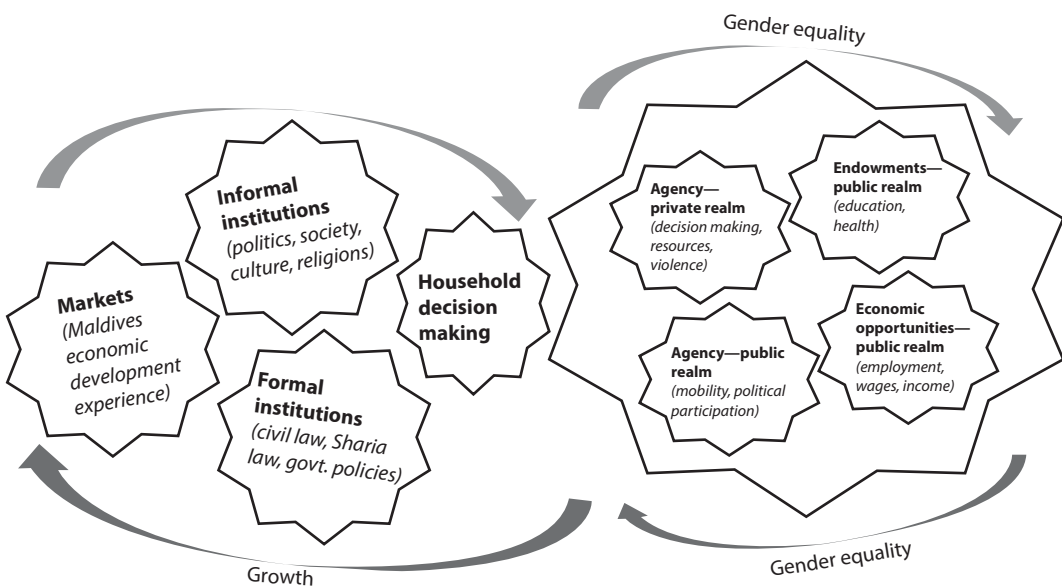 Gender equality
Informal
institutions
(politics, society,
culture, religions)
Markets
(Maldives
economic
development
experience)
Formal
institutions
(civil law, Sharia
law, govt. policies)
Household
decision
making
Agency—
private realm
(decision making,
resources,
violence)
Endowments—
public realm
(education,
health)
Agency—public
realm
(mobility, political
participation)
Economic
opportunities—
public realm
(employment,
wages, income)
Growth
Gender equality